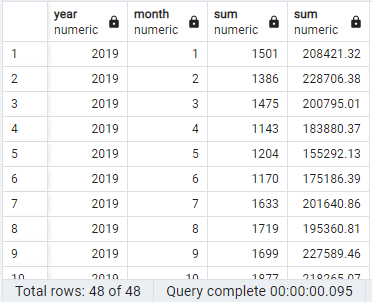 year month sum sum
numeric numeric numeric numeric
1 2019 1 1501 208421.32
2 2019 2 1386 228706.38
3 2019 3 1475 200795.01
4 2019 4 1143 183880.37
5 2019 5 1204 155292.13
6 2019 6 1170 175186.39
7 2019 7 1633 201640.86
8 2019 8 1719 195360.81
9 2019 9 1699 227589.46
10 2019 10 1877 218265.07
Total rows: 48 of 48 Query complete 00:00:00.095